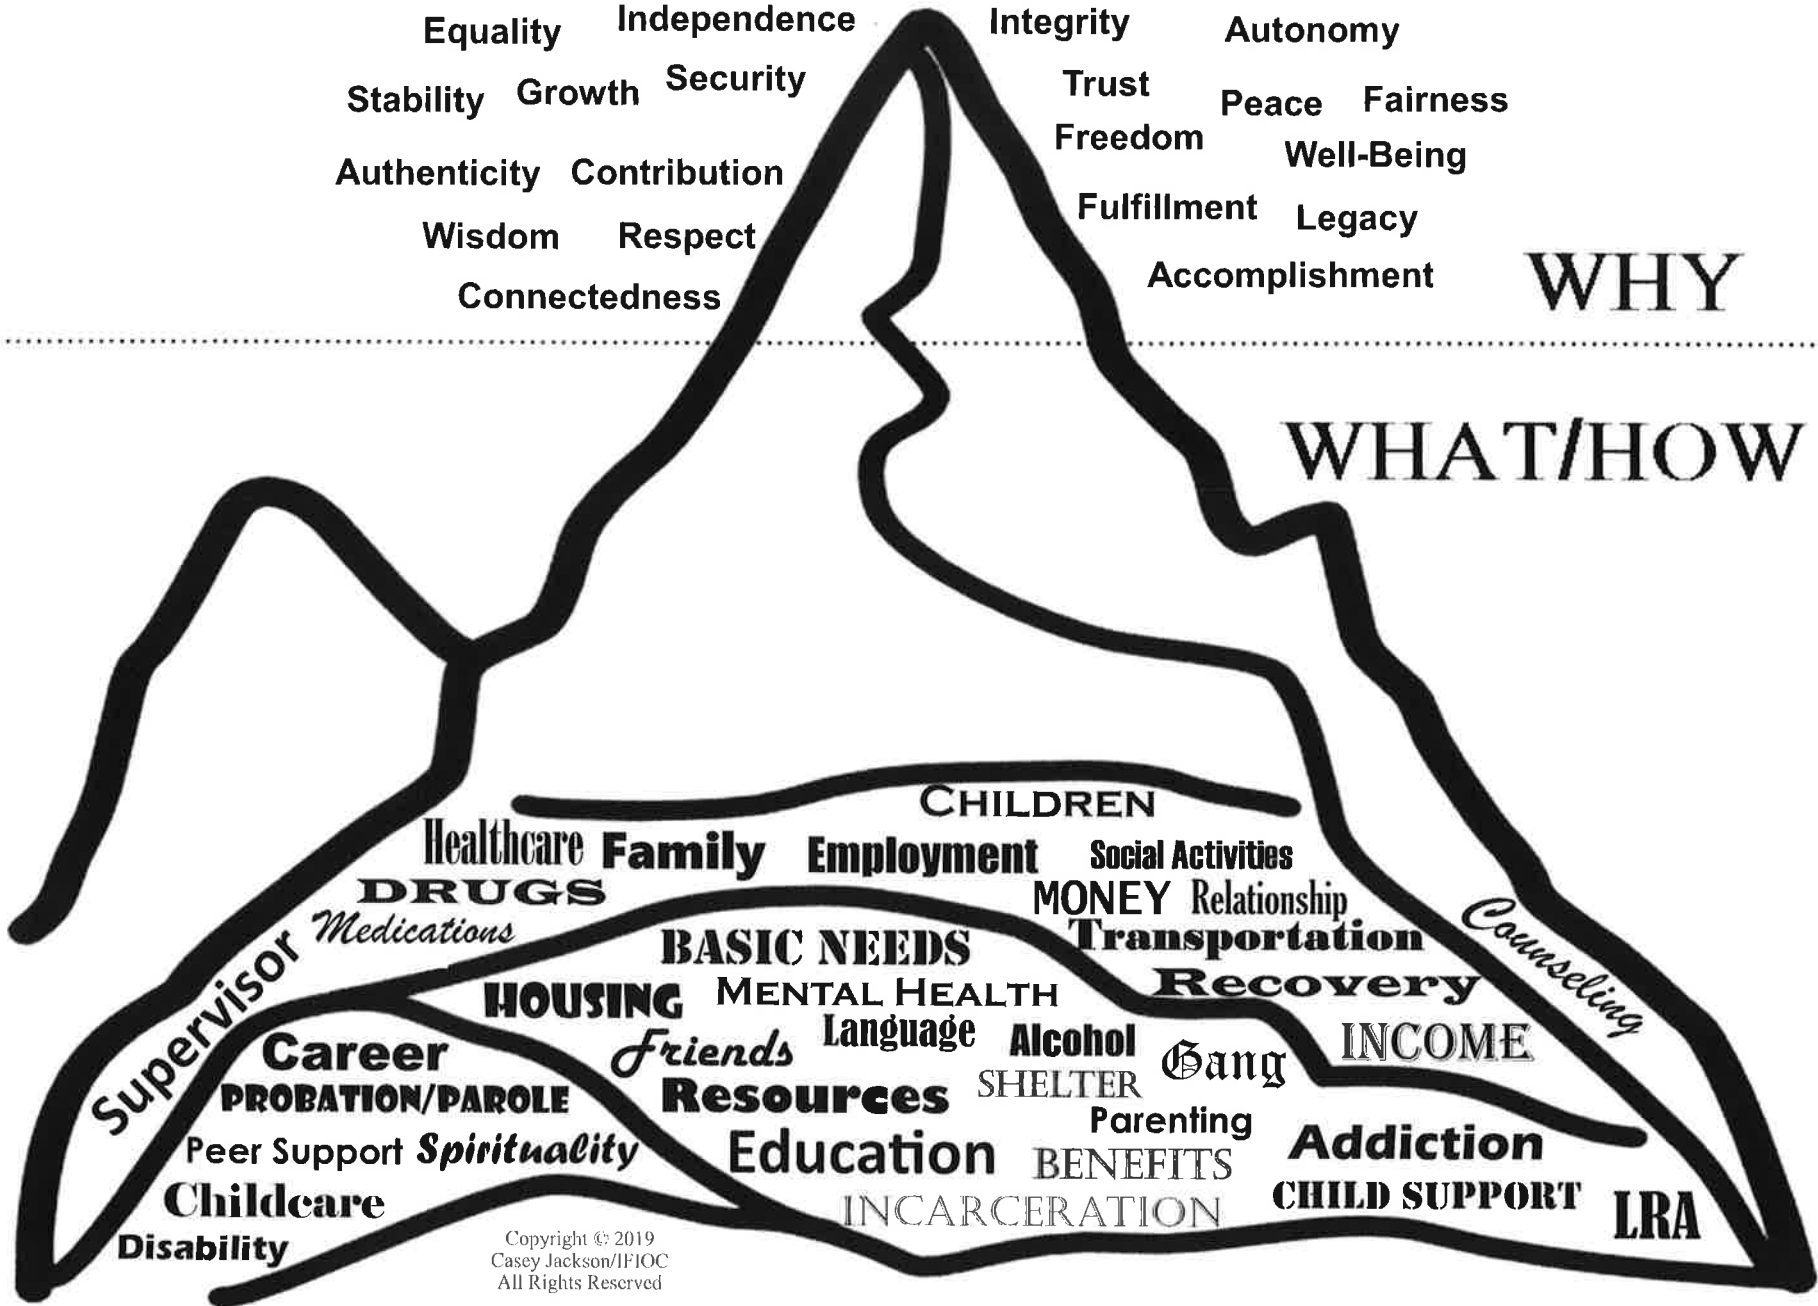 Equality Independence Integrity Autonomy
Stability Growth Security Trust Peace Fairness
Freedom Well-Being
Authenticity Contribution
Fulfillment Legacy
Wisdom Respect
Accomplishment WHY
Connectedness
WHAT/HOW
CHILDREN
Healthcare Family Employment Social Activities
DRUGS MONEY Relationship
Medications Transportation
Counseling
Supervisor BASIC NEEDS
Recovery
HOUSING MENTAL HEALTH
Language Alcohol INCOME
Career Friends Gang
Resources SHELTER
PROBATION/PAROLE
Parenting
Peer Support Spirituality Education BENEFITS Addiction
Childcare INCARCERATION CHILD SUPPORT LRA
Disability
Copyright © 2019
Casey Jackson/IFIOC
All Rights Reserved